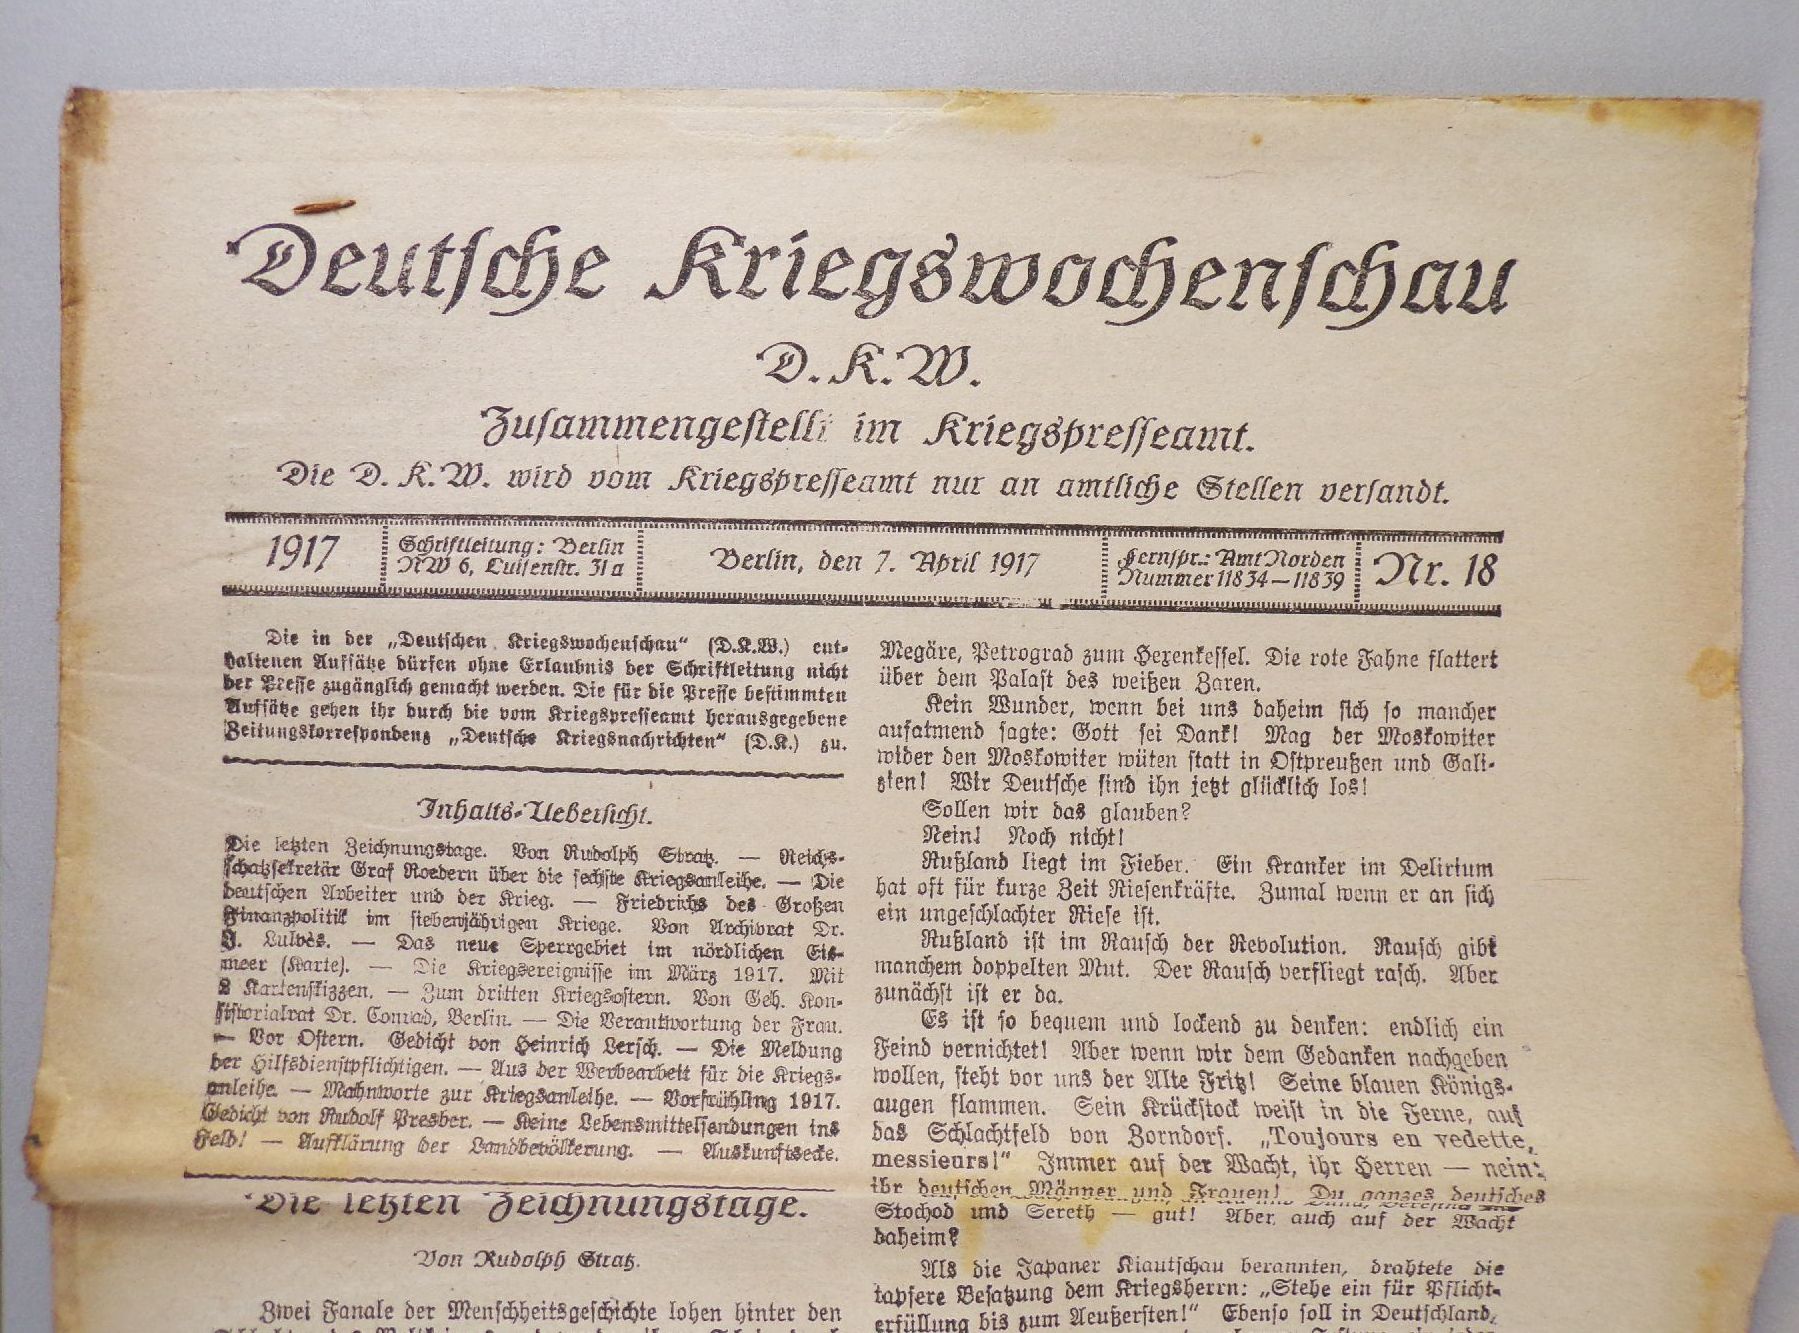 Deutsche Kriegswochenschau
D. K. W.
Zusammengestellt im Kriegspresseamt.
Die D. K. W. wird vom Kriegspresseamt nur an amtliche Stellen versandt.
1917
Schriftleitung: Berlin
NW 6, Luisenstr. 31a
Berlin, den 7. April 1917
Fernspr.: Amt Norden
Nummer 11834—11839
Nr. 18
Die in der „Deutschen Kriegswochenschau“ (D.K.W.) ent-
haltenen Aufsätze dürfen ohne Erlaubnis der Schriftleitung nicht
der Presse zugänglich gemacht werden. Die für die Presse bestimmten
Aufsätze gehen ihr durch die vom Kriegspresseamt herausgegebene
Zeitungskorrespondenz „Deutsche Kriegsnachrichten“ (D.K.) zu.
Inhalts-Uebersicht.
Die letzten Zeichnungstage. Von Rudolph Stratz. — Reichs-
schatzsekretär Graf Roedern über die sechste Kriegsanleihe. — Die
deutschen Arbeiter und der Krieg. — Friedrichs des Großen
Finanzpolitik im siebenjährigen Kriege. Von Archivrat Dr.
J. Lulvès. — Das neue Sperrgebiet im nördlichen Eis-
meer (Karte). — Die Kriegsereignisse im März 1917. Mit
2 Kartenskizzen. — Zum dritten Kriegsostern. Von Geh. Kon-
sistorialrat Dr. Conrad, Berlin. — Die Verantwortung der Frau.
— Vor Ostern. Gedicht von Heinrich Lersch. — Die Meldung
der Hilfsdienstpflichtigen. — Aus der Werbearbeit für die Kriegs-
anleihe. — Mahnworte zur Kriegsanleihe. — Vorfrühling 1917.
Gedicht von Rudolf Presber. — Keine Lebensmittelsendungen ins
Feld! — Aufklärung der Landbevölkerung. — Auskunftsecke.
Die letzten Zeichnungstage.
Von Rudolph Stratz.
Zwei Fanale der Menschheitsgeschichte lohen hinter den
Megäre, Petrograd zum Hexenkessel. Die rote Fahne flattert
über dem Palast des weißen Zaren.
Kein Wunder, wenn bei uns daheim sich so mancher
aufatmend sagte: Gott sei Dank! Mag der Moskowiter
wider den Moskowiter wüten statt in Ostpreußen und Gali-
zien! Wir Deutsche sind ihn jetzt glücklich los!
Sollen wir das glauben?
Nein! Noch nicht!
Rußland liegt im Fieber. Ein Kranker im Delirium
hat oft für kurze Zeit Riesenkräfte. Zumal wenn er an sich
ein ungeschlachter Riese ist.
Rußland ist im Rausch der Revolution. Rausch gibt
manchem doppelten Mut. Der Rausch verfliegt rasch. Aber
zunächst ist er da.
Es ist so bequem und lockend zu denken: endlich ein
Feind vernichtet! Aber wenn wir dem Gedanken nachgeben
wollen, steht vor uns der Alte Fritz! Seine blauen Königs-
augen flammen. Sein Krückstock weist in die Ferne, auf
das Schlachtfeld von Zorndorf. „Toujours en vedette,
messieurs!“ Immer auf der Wacht, ihr Herren — nein:
ihr deutschen Männer und Frauen! Du ganzes deutsches
Stochod und Sereth — gut! Aber auch auf der Wacht
daheim?
Als die Japaner Kiautschau berannten, drahtete die
tapfere Besatzung dem Kriegsherrn: „Stehe ein für Pflicht-
erfüllung bis zum Aeußersten!“ Ebenso soll in Deutschland,